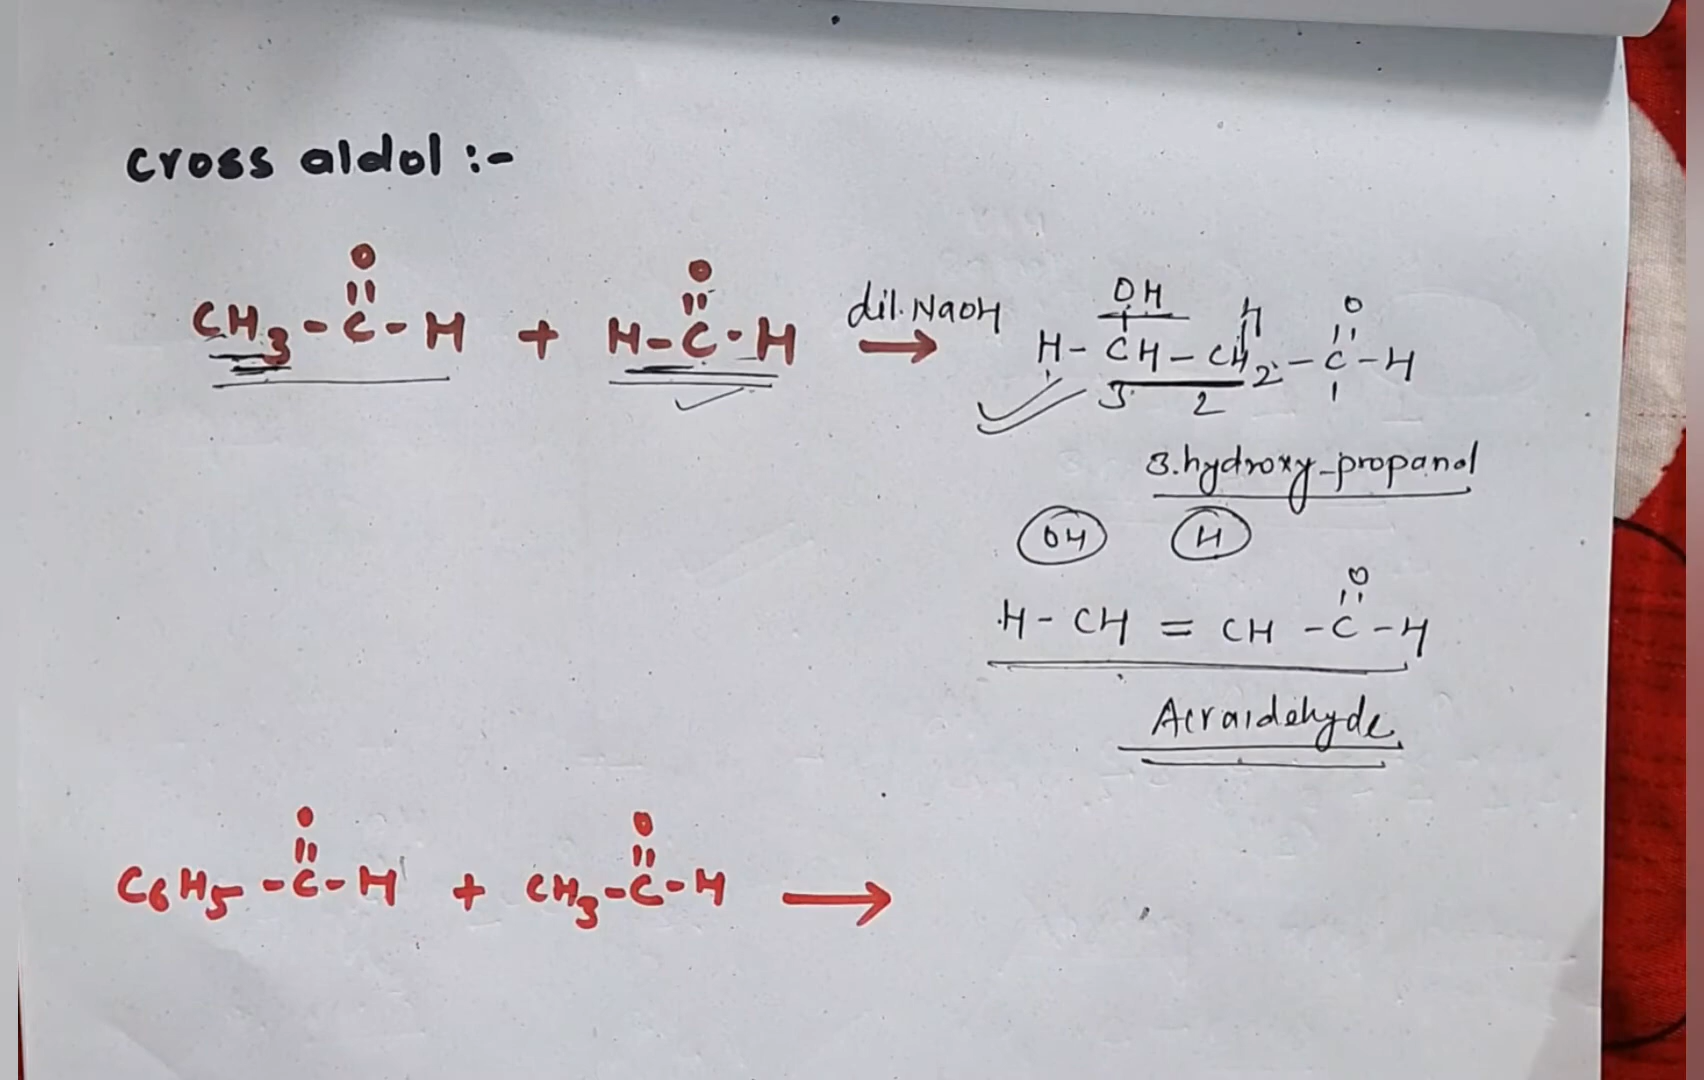 cross aldol :-
O O
CH3 - C - H + H - C - H dil. NaOH → H - CH - CH2 - C - H
OH H O
3 2 1
3.hydroxy-propanol
OH H
O
H - CH = CH - C - H
Acraldehyde
O O
C6H5 - C - H + CH3 - C - H →